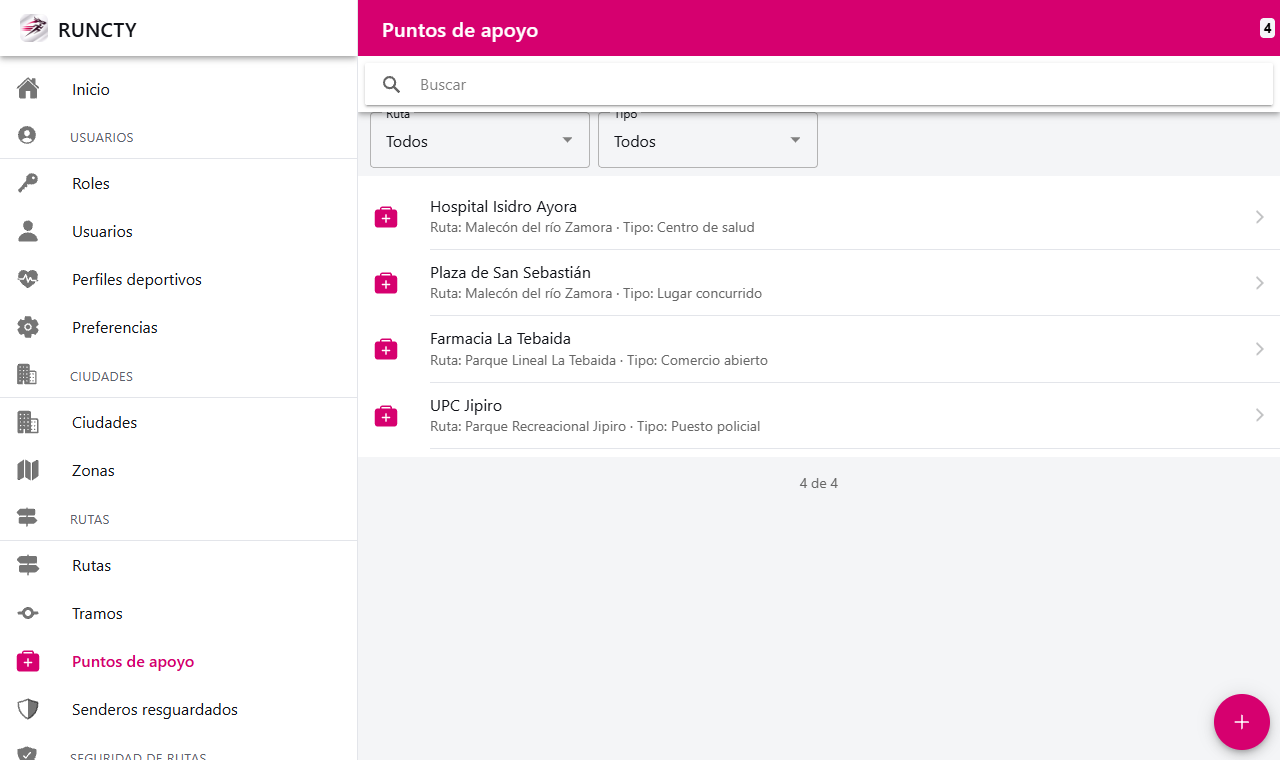 RUNCTY
Inicio
USUARIOS
Roles
Usuarios
Perfiles deportivos
Preferencias
CIUDADES
Ciudades
Zonas
RUTAS
Rutas
Tramos
Puntos de apoyo
Senderos resguardados
SEGURIDAD DE RUTAS
Puntos de apoyo
4
Buscar
Ruta
Tipo
Todos
Todos
Hospital Isidro Ayora
Ruta: Malecón del río Zamora · Tipo: Centro de salud
Plaza de San Sebastián
Ruta: Malecón del río Zamora · Tipo: Lugar concurrido
Farmacia La Tebaida
Ruta: Parque Lineal La Tebaida · Tipo: Comercio abierto
UPC Jipiro
Ruta: Parque Recreacional Jipiro · Tipo: Puesto policial
4 de 4